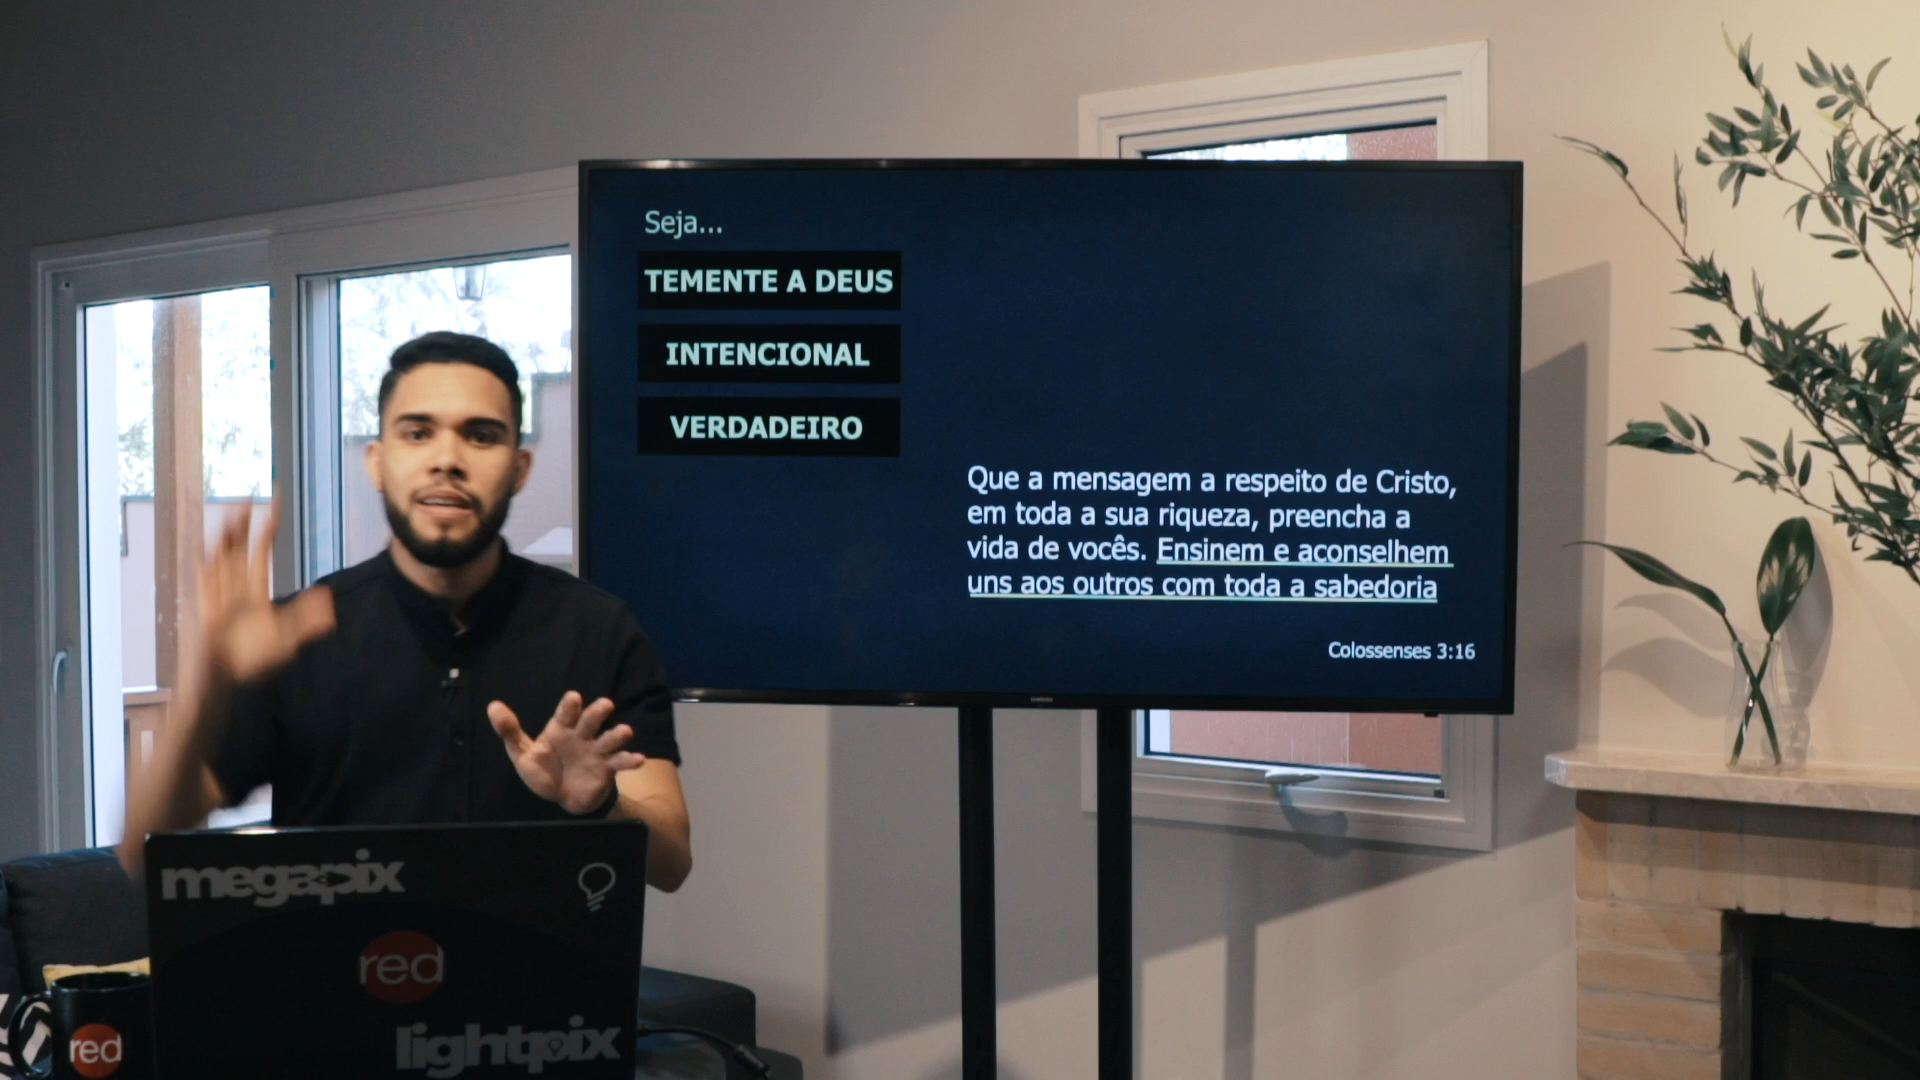 Seja...
TEMENTE A DEUS
INTENCIONAL
VERDADEIRO
Que a mensagem a respeito de Cristo,
em toda a sua riqueza, preencha a
vida de vocês. Ensinem e aconselhem
uns aos outros com toda a sabedoria
Colossenses 3:16
megapix
red
lightpix
red